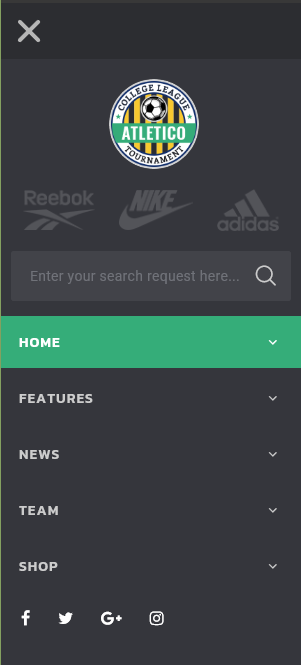 COLLEGE LEAGUE
ATLETICO
TOURNAMENT
Reebok NIKE adidas
Enter your search request here...
HOME
FEATURES
NEWS
TEAM
SHOP